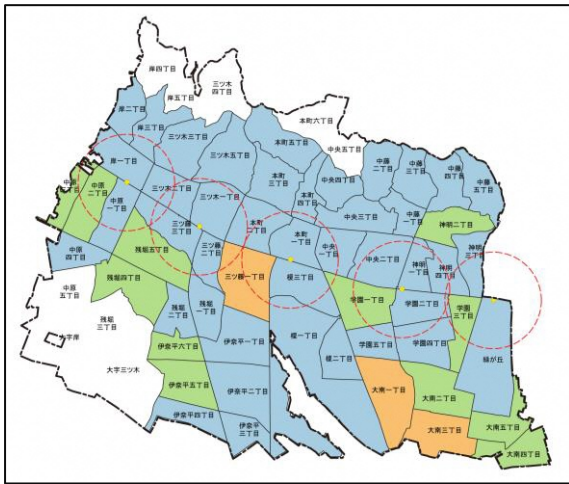 岸四丁目
三ツ木
四丁目
岸五丁目
岸二丁目
岸三丁目
三ツ木三丁目
三ツ木五丁目
本町五丁目
本町六丁目
中央五丁目
岸一丁目
三ツ木二丁目
三ツ木一丁目
本町
三丁目
本町
四丁目
中央四丁目
中央三丁目
中藤
二丁目
中藤
三丁目
中藤
四丁目
中藤
五丁目
中藤
一丁目
神明二丁目
中原
二丁目
中原
一丁目
三ツ藤
三丁目
三ツ藤
二丁目
本町
二丁目
本町
一丁目
中央
一丁目
中央二丁目
神明
一丁目
神明
四丁目
神明
三丁目
中原
四丁目
残堀五丁目
三ツ藤一丁目
榎三丁目
学園一丁目
学園二丁目
学園
三丁目
中原
五丁目
残堀四丁目
残堀
三丁目
残堀
二丁目
残堀
一丁目
大字岸
大字三ツ木
伊奈平六丁目
伊奈平一丁目
榎一丁目
榎二丁目
学園五丁目
学園四丁目
緑が丘
伊奈平五丁目
伊奈平二丁目
大南一丁目
大南二丁目
伊奈平四丁目
伊奈平
三丁目
大南三丁目
大南五丁目
大南四丁目